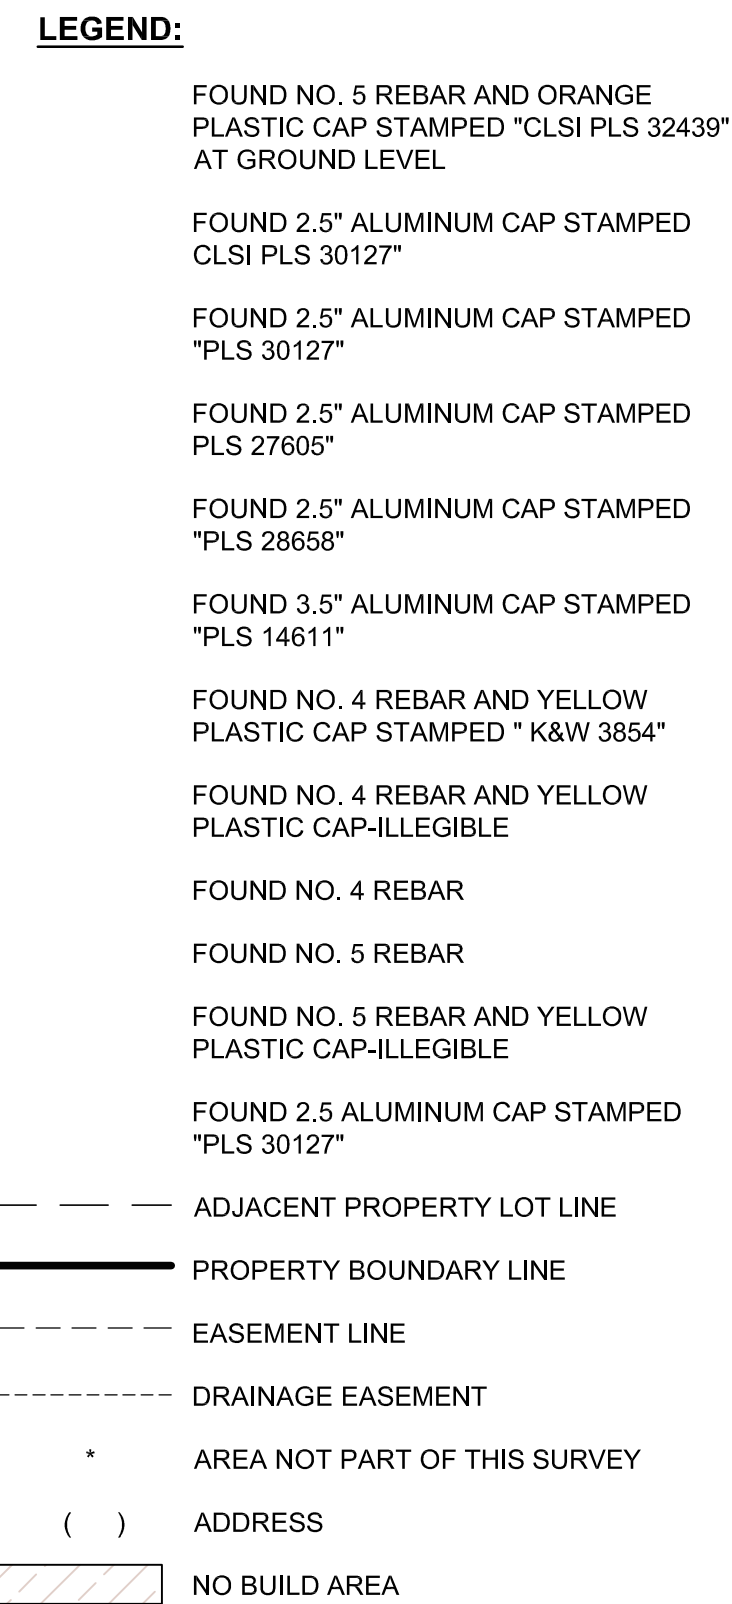 LEGEND:
FOUND NO. 5 REBAR AND ORANGE
PLASTIC CAP STAMPED "CLSI PLS 32439"
AT GROUND LEVEL
FOUND 2.5" ALUMINUM CAP STAMPED
CLSI PLS 30127"
FOUND 2.5" ALUMINUM CAP STAMPED
"PLS 30127"
FOUND 2.5" ALUMINUM CAP STAMPED
PLS 27605"
FOUND 2.5" ALUMINUM CAP STAMPED
"PLS 28658"
FOUND 3.5" ALUMINUM CAP STAMPED
"PLS 14611"
FOUND NO. 4 REBAR AND YELLOW
PLASTIC CAP STAMPED " K&W 3854"
FOUND NO. 4 REBAR AND YELLOW
PLASTIC CAP-ILLEGIBLE
FOUND NO. 4 REBAR
FOUND NO. 5 REBAR
FOUND NO. 5 REBAR AND YELLOW
PLASTIC CAP-ILLEGIBLE
FOUND 2.5 ALUMINUM CAP STAMPED
"PLS 30127"
ADJACENT PROPERTY LOT LINE
PROPERTY BOUNDARY LINE
EASEMENT LINE
DRAINAGE EASEMENT
* AREA NOT PART OF THIS SURVEY
( ) ADDRESS
NO BUILD AREA